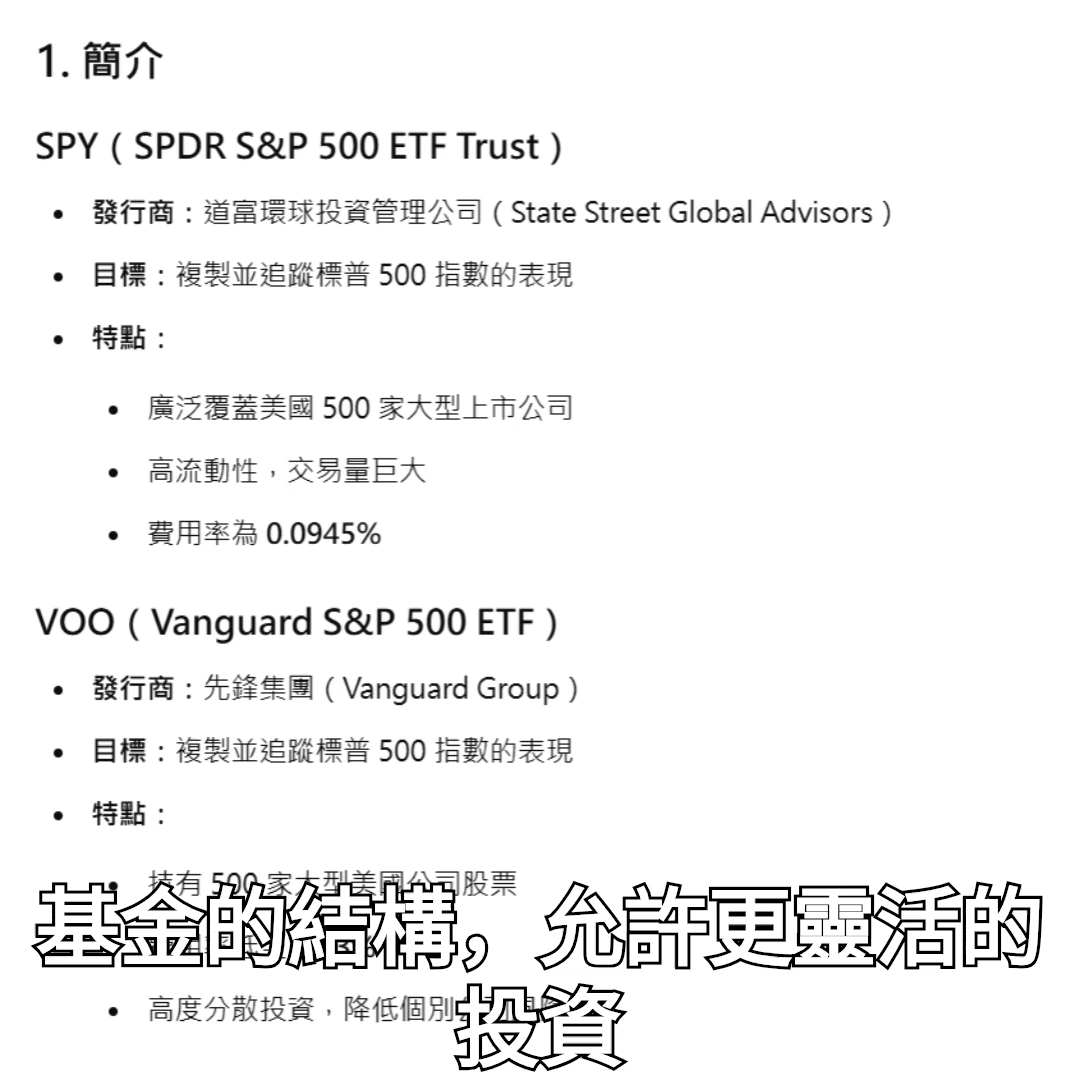 1. 簡介
SPY（SPDR S&P 500 ETF Trust）
• 發行商：道富環球投資管理公司（State Street Global Advisors）
• 目標：複製並追蹤標普 500 指數的表現
• 特點：
• 廣泛覆蓋美國 500 家大型上市公司
• 高流動性，交易量巨大
• 費用率為 0.0945%
VOO（Vanguard S&P 500 ETF）
• 發行商：先鋒集團（Vanguard Group）
• 目標：複製並追蹤標普 500 指數的表現
• 特點：
• 持有 500 家大型美國公司股票
基金的結構，允許更靈活的
• 高度分散投資，降低個別
投資